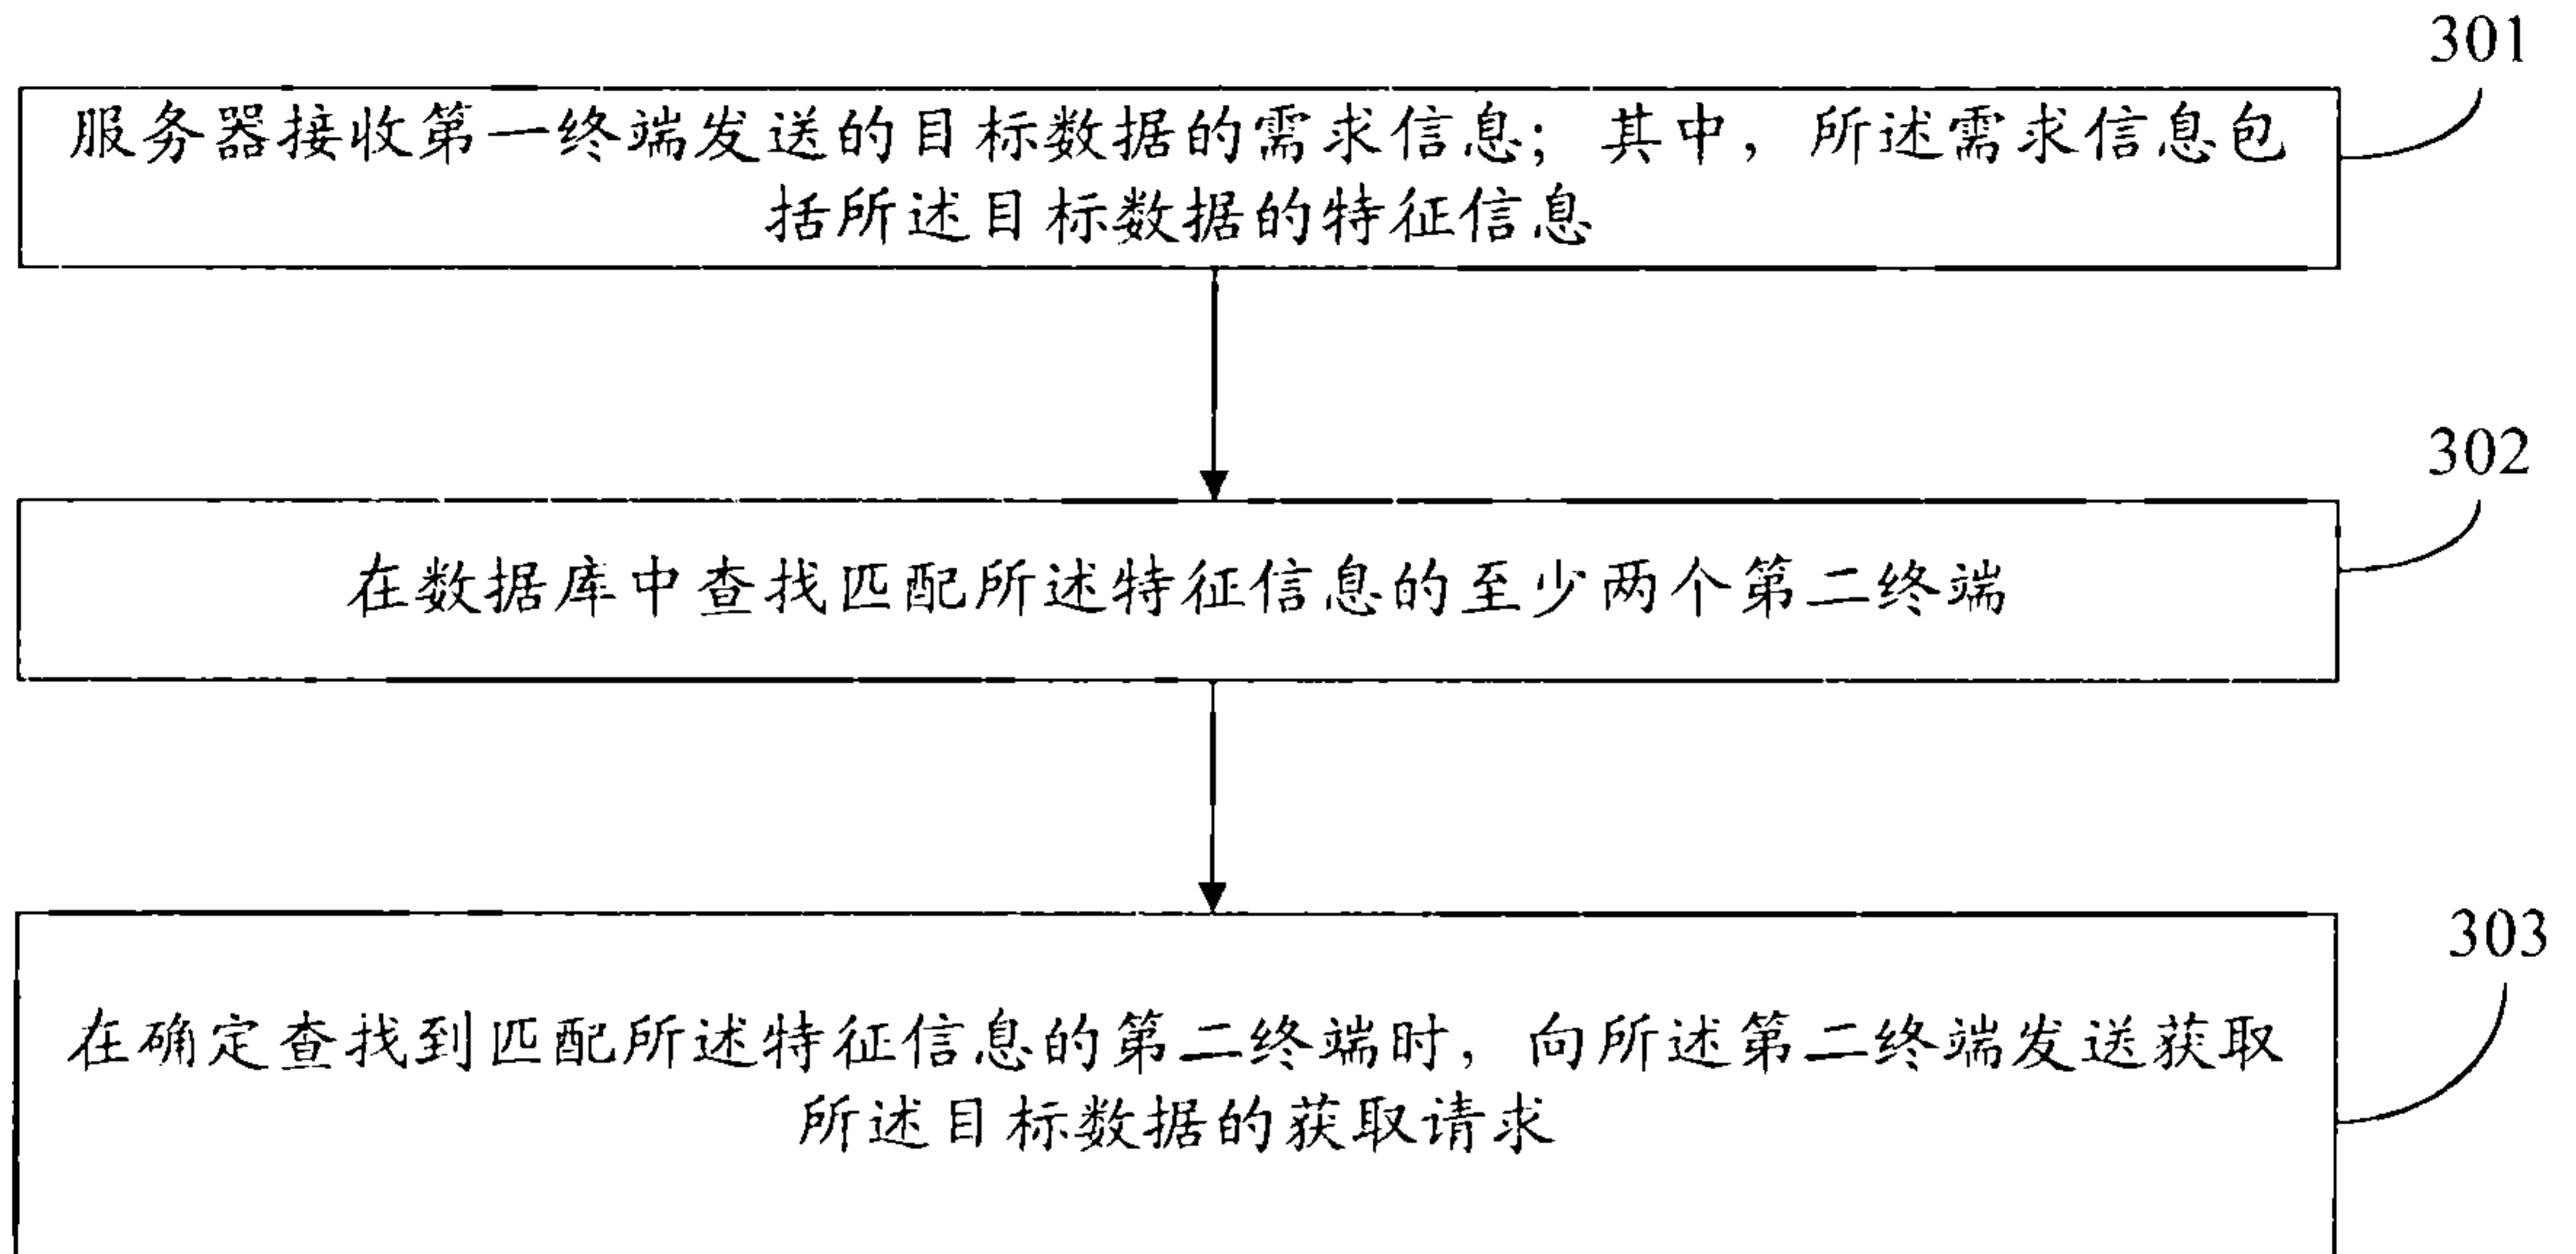 301
服务器接收第一终端发送的目标数据的需求信息；其中，所述需求信息包
括所述目标数据的特征信息
302
在数据库中查找匹配所述特征信息的至少两个第二终端
303
在确定查找到匹配所述特征信息的第二终端时，向所述第二终端发送获取
所述目标数据的获取请求